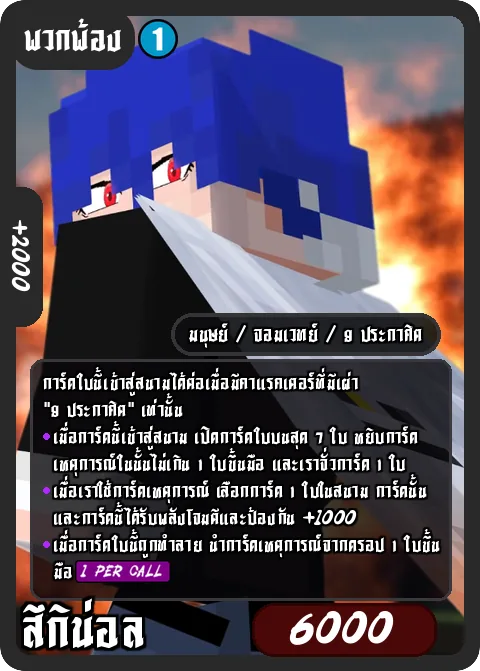 พวกพ้อง 1
+2000
มนุษย์ / จอมเวทย์ / 9 ประกาศิต
การ์ดใบนี้เข้าสู่สนามได้ต่อเมื่อมีคาแรคเตอร์ที่มีเผ่า
"9 ประกาศิต" เท่านั้น
• เมื่อการ์ดนี้เข้าสู่สนาม เปิดการ์ดใบบนสุด 7 ใบ หยิบการ์ด
เหตุการณ์ในนั้นไม่เกิน 1 ใบขึ้นมือ และเราจั่วการ์ด 1 ใบ
• เมื่อเราใช้การ์ดเหตุการณ์ เลือกการ์ด 1 ใบในสนาม การ์ดนั้น
และการ์ดนี้ได้รับพลังโจมตีและป้องกัน +1000
• เมื่อการ์ดใบนี้ถูกทำลาย นำการ์ดเหตุการณ์จากดรอป 1 ใบขึ้น
มือ 1 PER CALL
สึกิน่อล 6000